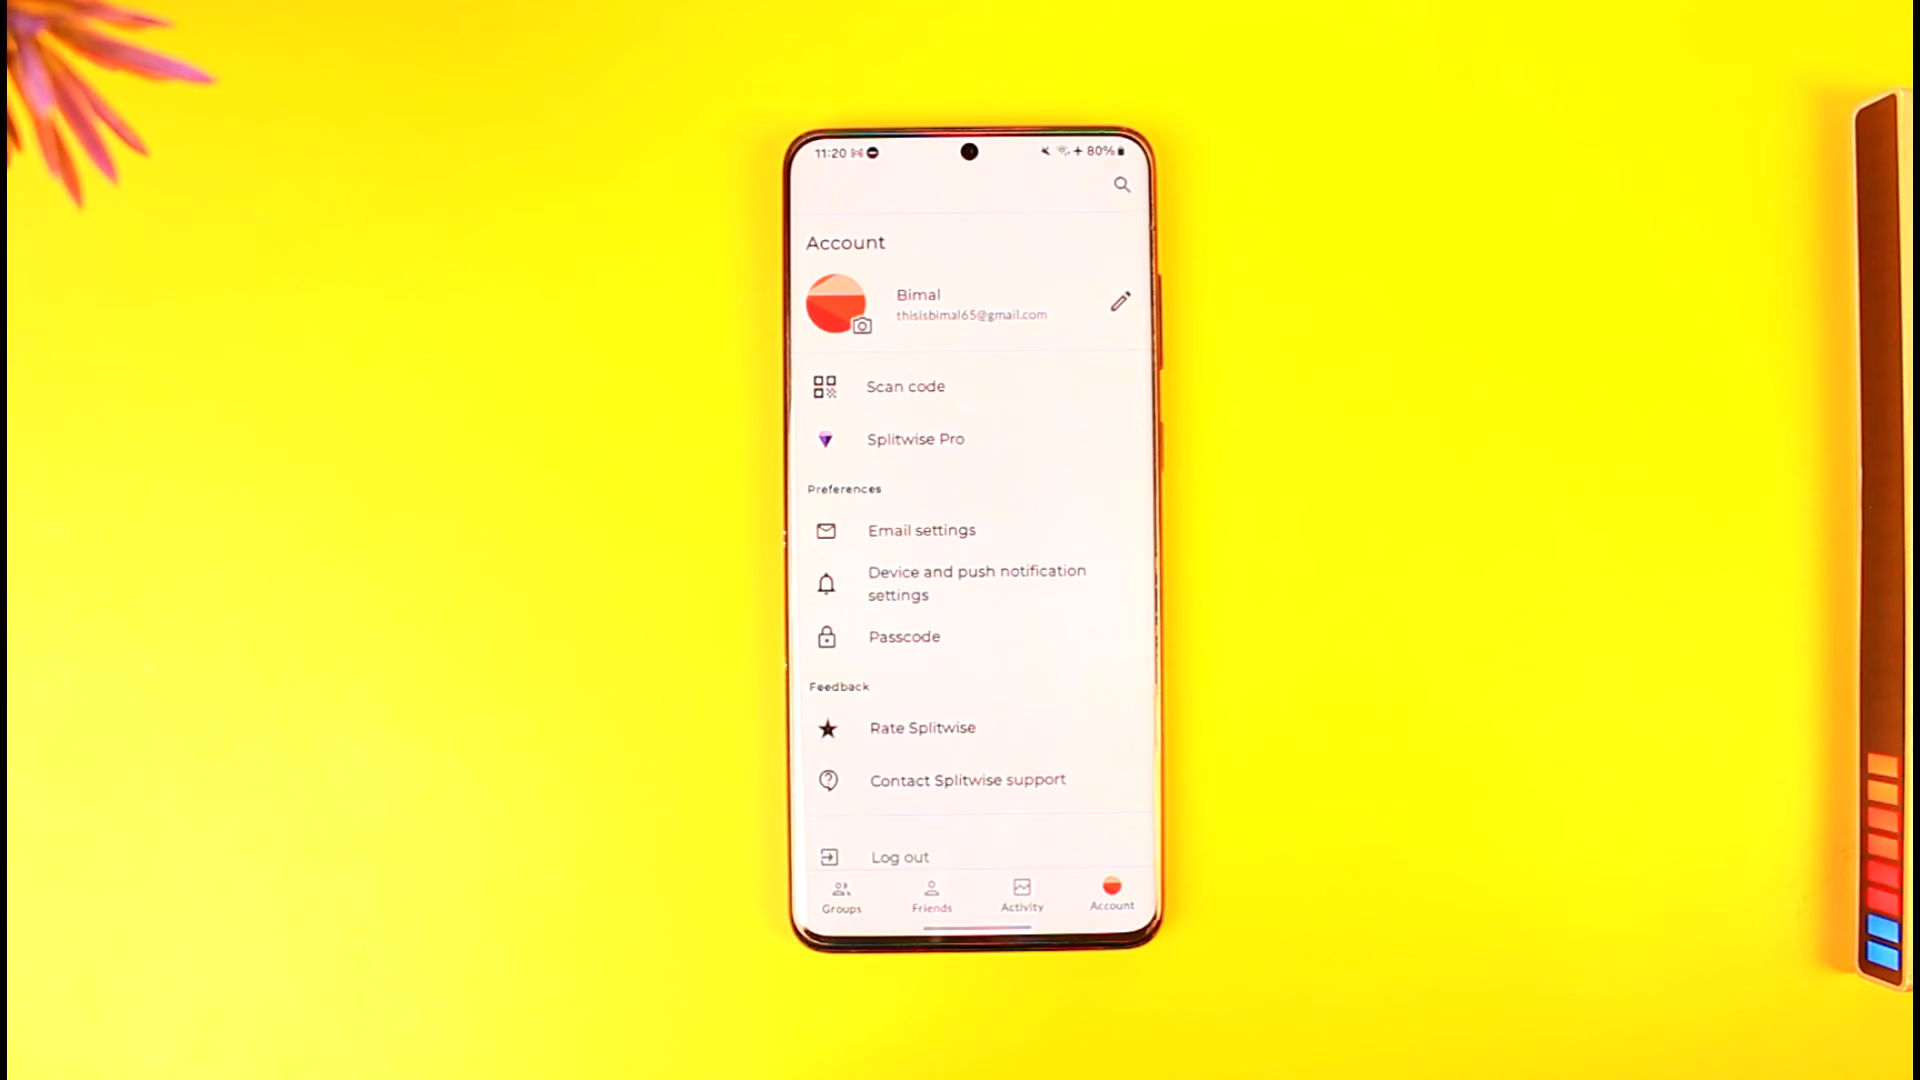 11:20 80%
Account
Bimal
thisisbimal65@gmail.com
Scan code
Splitwise Pro
Preferences
Email settings
Device and push notification
settings
Passcode
Feedback
Rate Splitwise
Contact Splitwise support
Log out
Groups Friends Activity Account